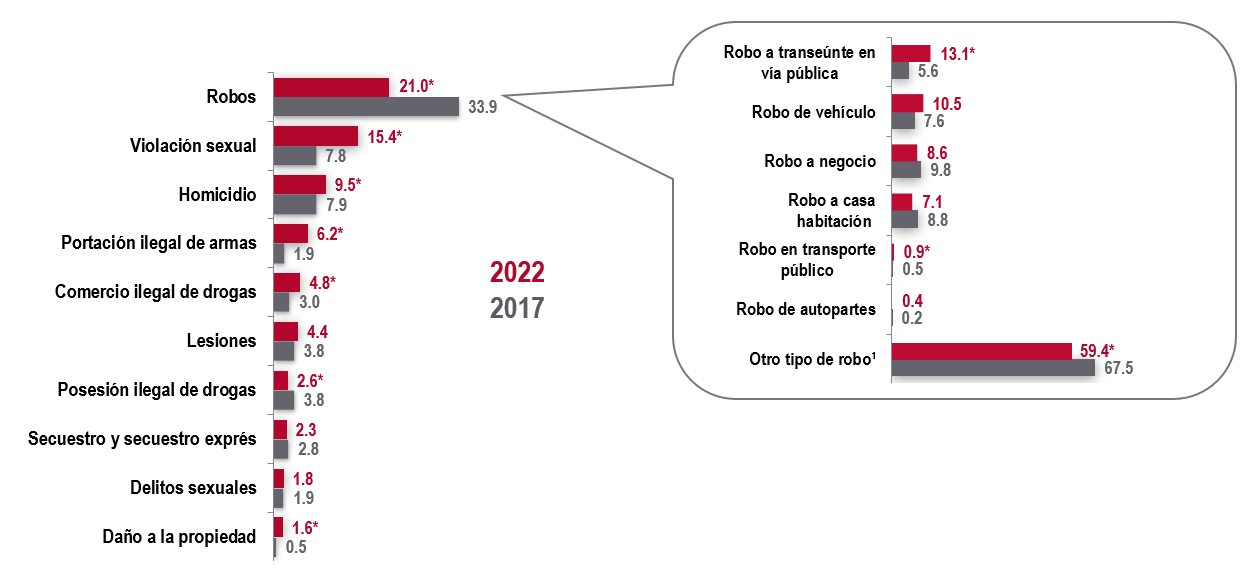 Robos
21.0*
33.9
Violación sexual
15.4*
7.8
Homicidio
9.5*
7.9
Portación ilegal de armas
6.2*
1.9
Comercio ilegal de drogas
4.8*
3.0
Lesiones
4.4
3.8
Posesión ilegal de drogas
2.6*
3.8
Secuestro y secuestro exprés
2.3
2.8
Delitos sexuales
1.8
1.9
Daño a la propiedad
1.6*
0.5
2022
2017
Robo a transeúnte en
vía pública
13.1*
5.6
Robo de vehículo
10.5
7.6
Robo a negocio
8.6
9.8
Robo a casa
habitación
7.1
8.8
Robo en transporte
público
0.9*
0.5
Robo de autopartes
0.4
0.2
Otro tipo de robo¹
59.4*
67.5